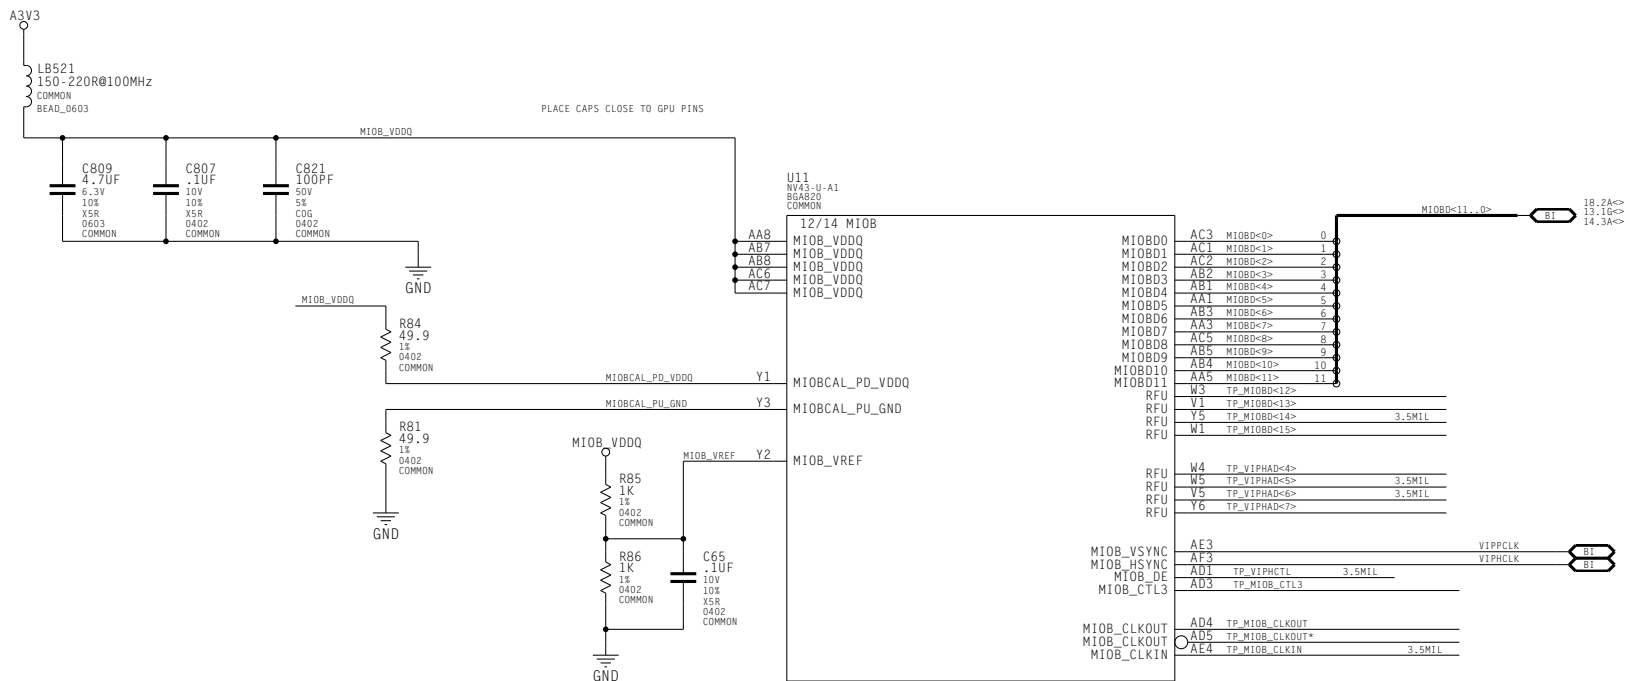 A3V3
LB521
150-220R@100MHz
COMMON
BEAD_0603
PLACE CAPS CLOSE TO GPU PINS
MIOB_VDDQ
C809
4.7UF
6.3V
10%
X5R
0603
COMMON
C807
.1UF
10V
10%
X5R
0402
COMMON
C821
100PF
50V
5%
COG
0402
COMMON
GND
U11
NV43-U-A1
BGA820
COMMON
12/14 MIOB
AA8 MIOB_VDDQ
AB7 MIOB_VDDQ
AB8 MIOB_VDDQ
AC6 MIOB_VDDQ
AC7 MIOB_VDDQ
MIOB_VDDQ
R84
49.9
1%
0402
COMMON
MIOBCAL_PD_VDDQ Y1 MIOBCAL_PD_VDDQ
MIOBCAL_PU_GND Y3 MIOBCAL_PU_GND
R81
49.9
1%
0402
COMMON
GND
MIOB_VDDQ
MIOB_VREF Y2 MIOB_VREF
R85
1K
1%
0402
COMMON
R86
1K
1%
0402
COMMON
C65
.1UF
10V
10%
X5R
0402
COMMON
GND
MIOBD<11..0> BI
18.2A<>
13.1G<>
14.3A<>
MIOBD0 AC3 MIOBD<0> 0
MIOBD1 AC1 MIOBD<1> 1
MIOBD2 AC2 MIOBD<2> 2
MIOBD3 AB2 MIOBD<3> 3
MIOBD4 AB1 MIOBD<4> 4
MIOBD5 AA1 MIOBD<5> 5
MIOBD6 AB3 MIOBD<6> 6
MIOBD7 AA3 MIOBD<7> 7
MIOBD8 AC5 MIOBD<8> 8
MIOBD9 AB5 MIOBD<9> 9
MIOBD10 AB4 MIOBD<10> 10
MIOBD11 AA5 MIOBD<11> 11
RFU W3 TP_MIOBD<12>
RFU V1 TP_MIOBD<13>
RFU Y5 TP_MIOBD<14> 3.5MIL
RFU W1 TP_MIOBD<15>
RFU W4 TP_VIPHAD<4>
RFU W5 TP_VIPHAD<5> 3.5MIL
RFU V5 TP_VIPHAD<6> 3.5MIL
RFU Y6 TP_VIPHAD<7>
MIOB_VSYNC AE3 VIPPCLK BI
MIOB_HSYNC AF3 VIPHCLK BI
MIOB_DE AD1 TP_VIPHCTL 3.5MIL
MIOB_CTL3 AD3 TP_MIOB_CTL3
MIOB_CLKOUT AD4 TP_MIOB_CLKOUT
MIOB_CLKOUT AD5 TP_MIOB_CLKOUT*
MIOB_CLKIN AE4 TP_MIOB_CLKIN 3.5MIL